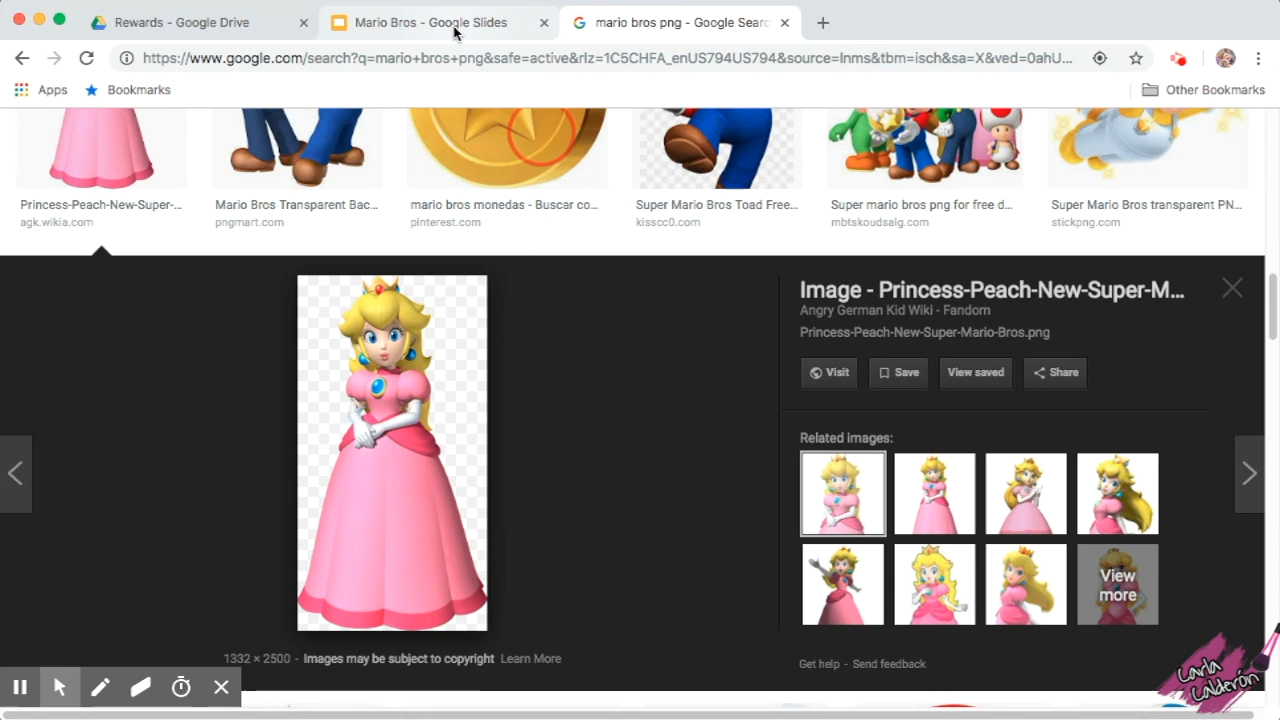 Rewards - Google Drive
Mario Bros - Google Slides
mario bros png - Google Searc
https://www.google.com/search?q=mario+bros+png&safe=active&rlz=1C5CHFA_enUS794US794&source=lnms&tbm=isch&sa=X&ved=0ahU...
Apps
Bookmarks
Other Bookmarks
Princess-Peach-New-Super-...
agk.wikia.com
Mario Bros Transparent Bac...
pngmart.com
mario bros monedas - Buscar co...
pinterest.com
Super Mario Bros Toad Free...
kisscc0.com
Super mario bros png for free d...
mbtskoudsalg.com
Super Mario Bros transparent PN...
stickpng.com
Image - Princess-Peach-New-Super-M...
Angry German Kid Wiki - Fandom
Princess-Peach-New-Super-Mario-Bros.png
Visit
Save
View saved
Share
Related images:
View
more
1332 × 2500 - Images may be subject to copyright Learn More
Get help - Send feedback
Carla
Calderón